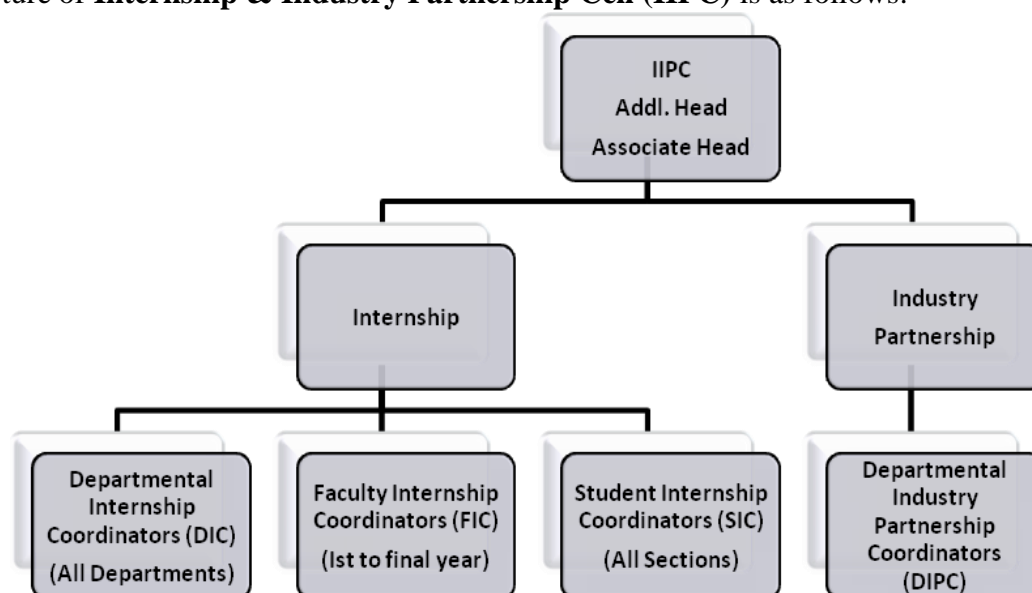 Internship & Industry Partnership Cell (IIPC) is as follows:
IIPC
Addl. Head
Associate Head
Internship
Industry
Partnership
Departmental
Internship
Coordinators (DIC)
(All Departments)
Faculty Internship
Coordinators (FIC)
(Ist to final year)
Student Internship
Coordinators (SIC)
(All Sections)
Departmental
Industry
Partnership
Coordinators
(DIPC)